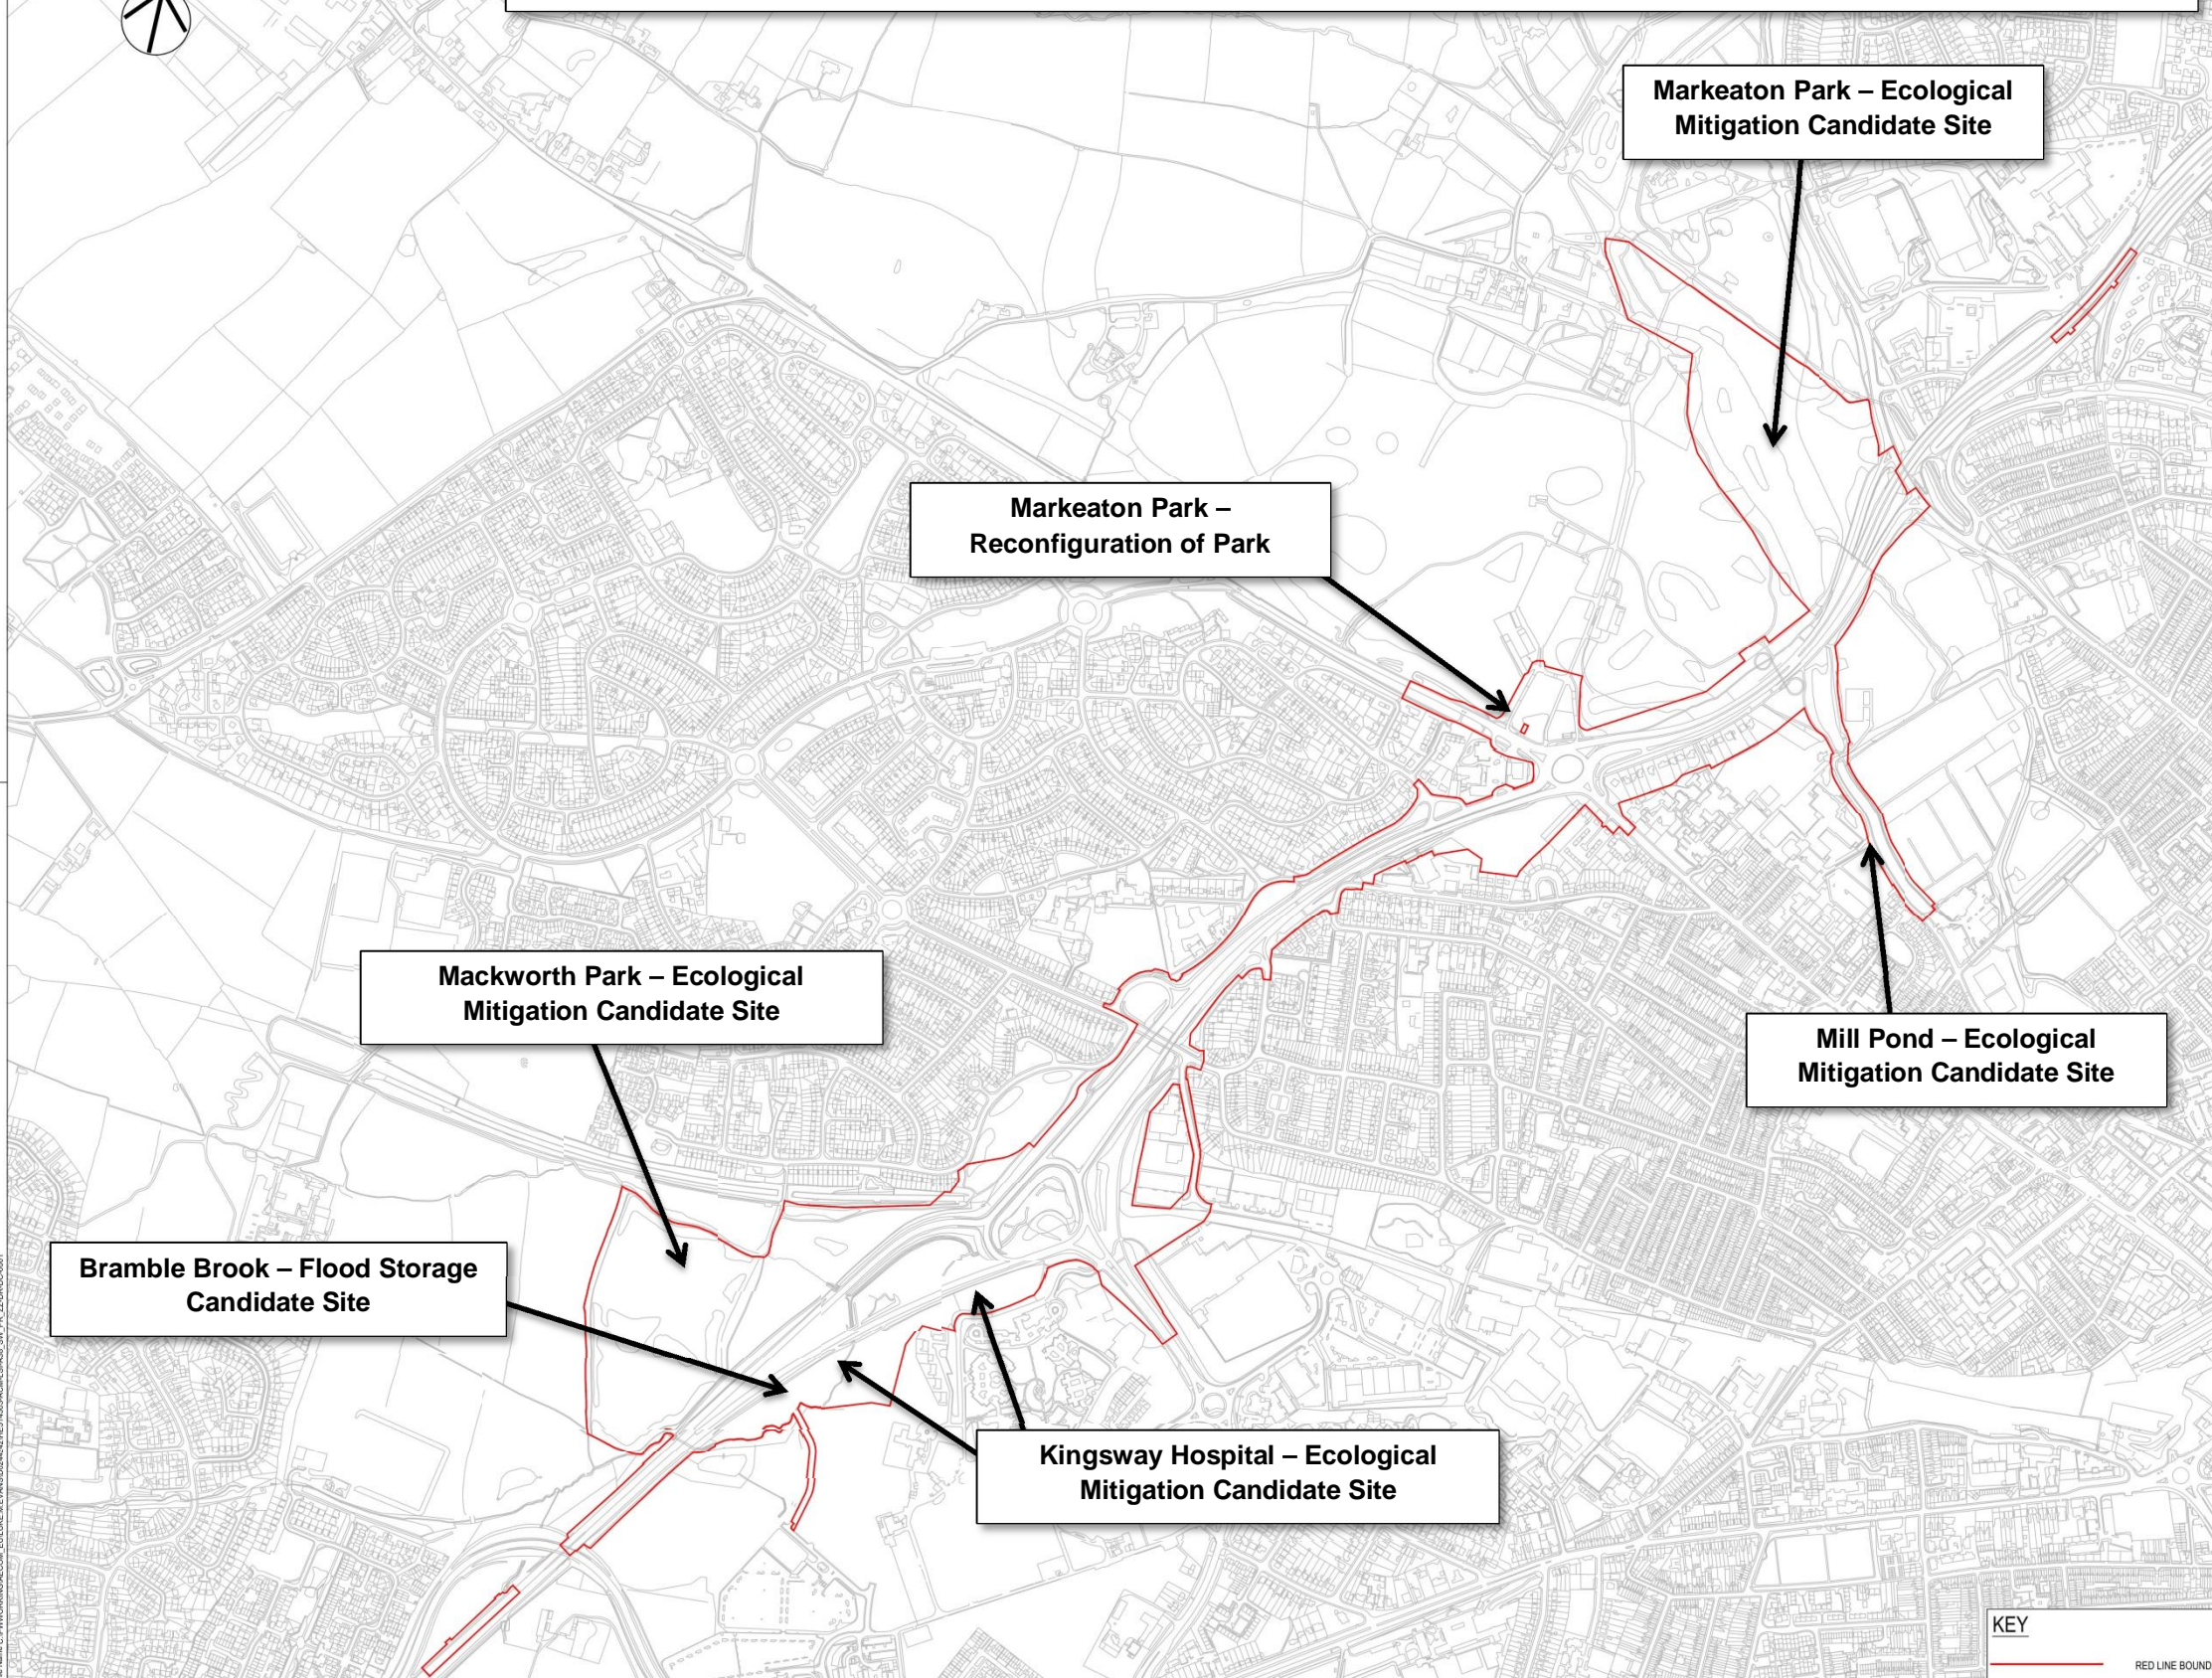 Markeaton Park – Ecological
Mitigation Candidate Site
Markeaton Park –
Reconfiguration of Park
Mackworth Park – Ecological
Mitigation Candidate Site
Mill Pond – Ecological
Mitigation Candidate Site
Bramble Brook – Flood Storage
Candidate Site
Kingsway Hospital – Ecological
Mitigation Candidate Site
KEY
RED LINE BOUND